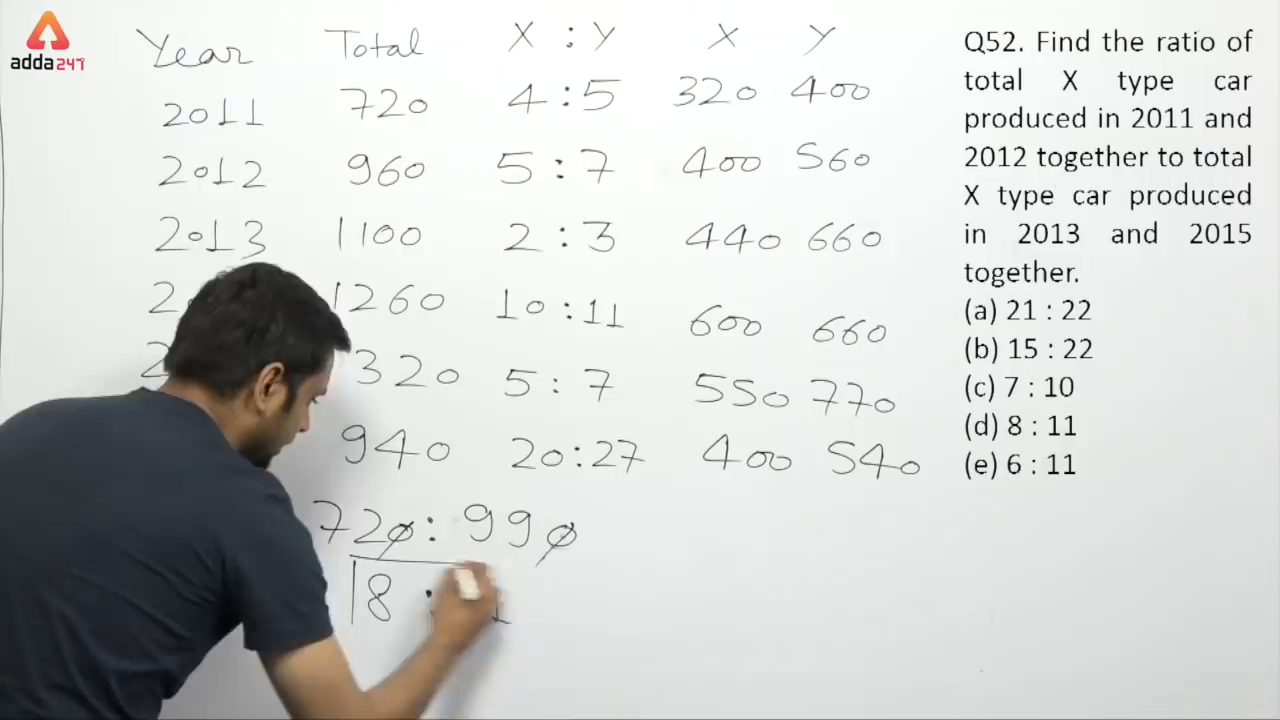 adda247
Year Total X : Y X Y
2011 720 4 : 5 320 400
2012 960 5 : 7 400 560
2013 1100 2 : 3 440 660
2 1260 10 : 11 600 660
2 1320 5 : 7 550 770
940 20 : 27 400 540
720 : 990
8 :
Q52. Find the ratio of
total X type car
produced in 2011 and
2012 together to total
X type car produced
in 2013 and 2015
together.
(a) 21 : 22
(b) 15 : 22
(c) 7 : 10
(d) 8 : 11
(e) 6 : 11